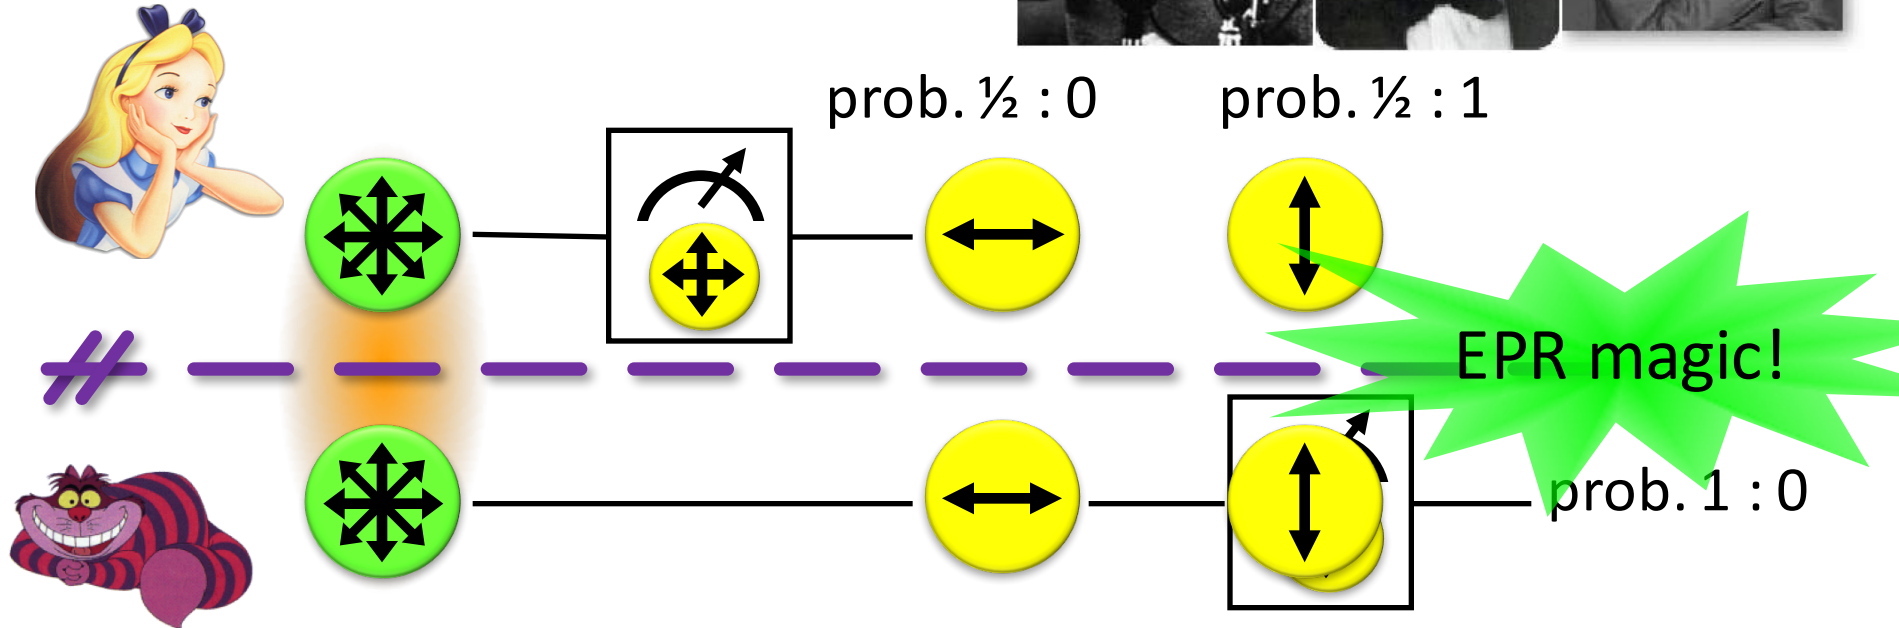 prob. ½ : 0
prob. ½ : 1
EPR magic!
prob. 1 : 0